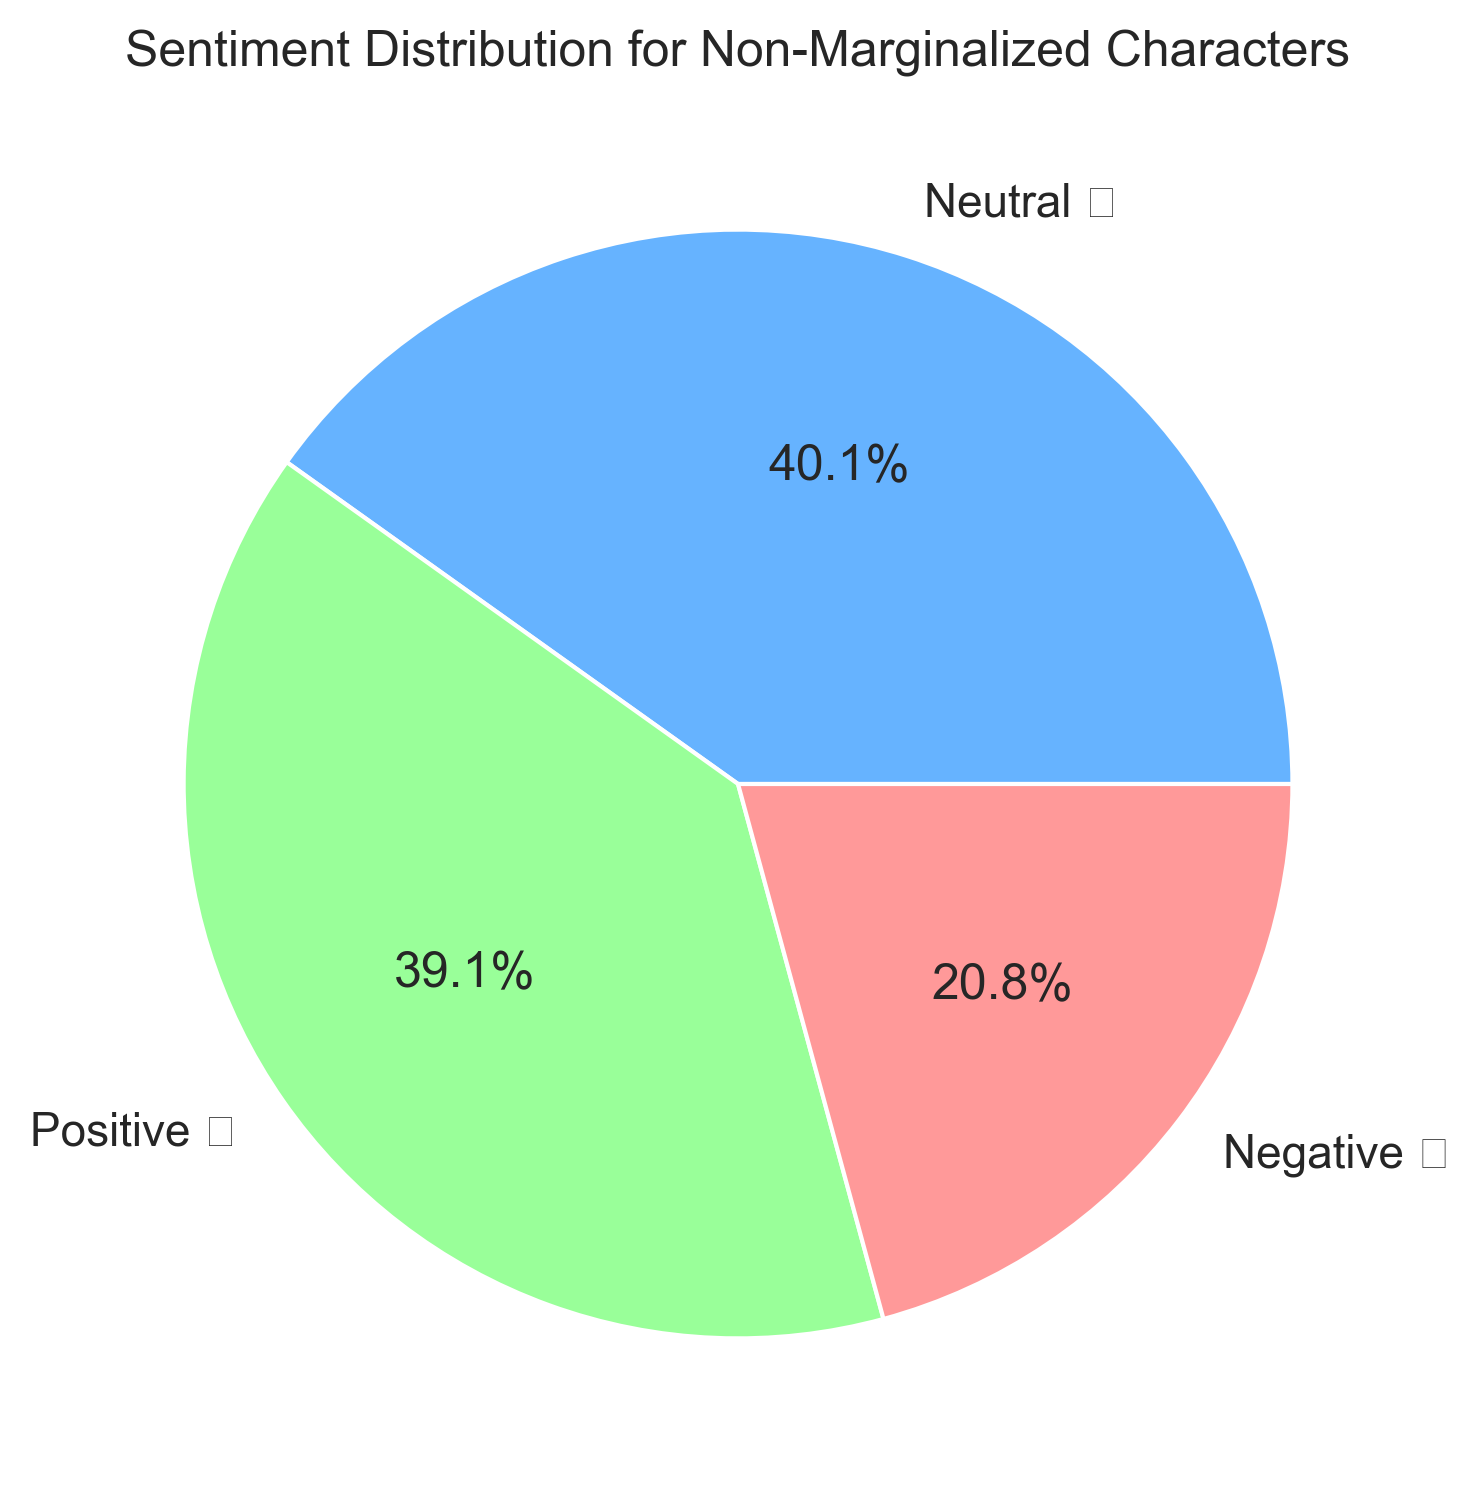 Sentiment Distribution for Non-Marginalized Characters
Neutral
40.1%
39.1%
20.8%
Positive
Negative